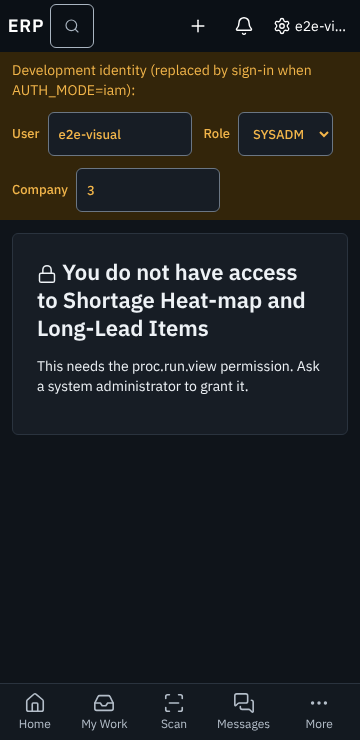 ERP
e2e-vi...
Development identity (replaced by sign-in when
AUTH_MODE=iam):
User e2e-visual Role SYSADM
Company 3
You do not have access
to Shortage Heat-map and
Long-Lead Items
This needs the proc.run.view permission. Ask
a system administrator to grant it.
Home My Work Scan Messages More